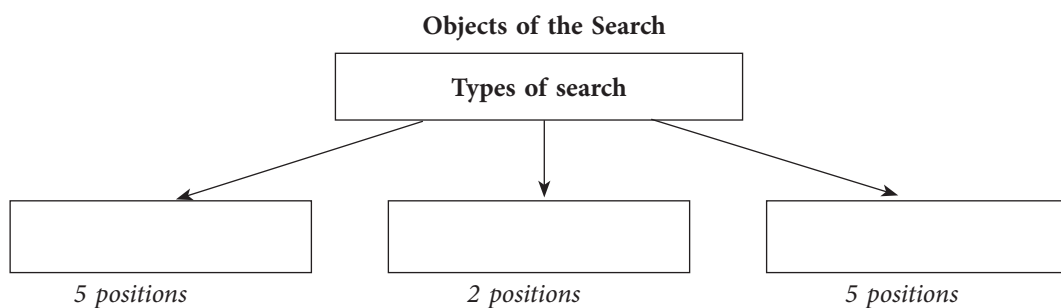 Objects of the Search
Types of search
5 positions
2 positions
5 positions